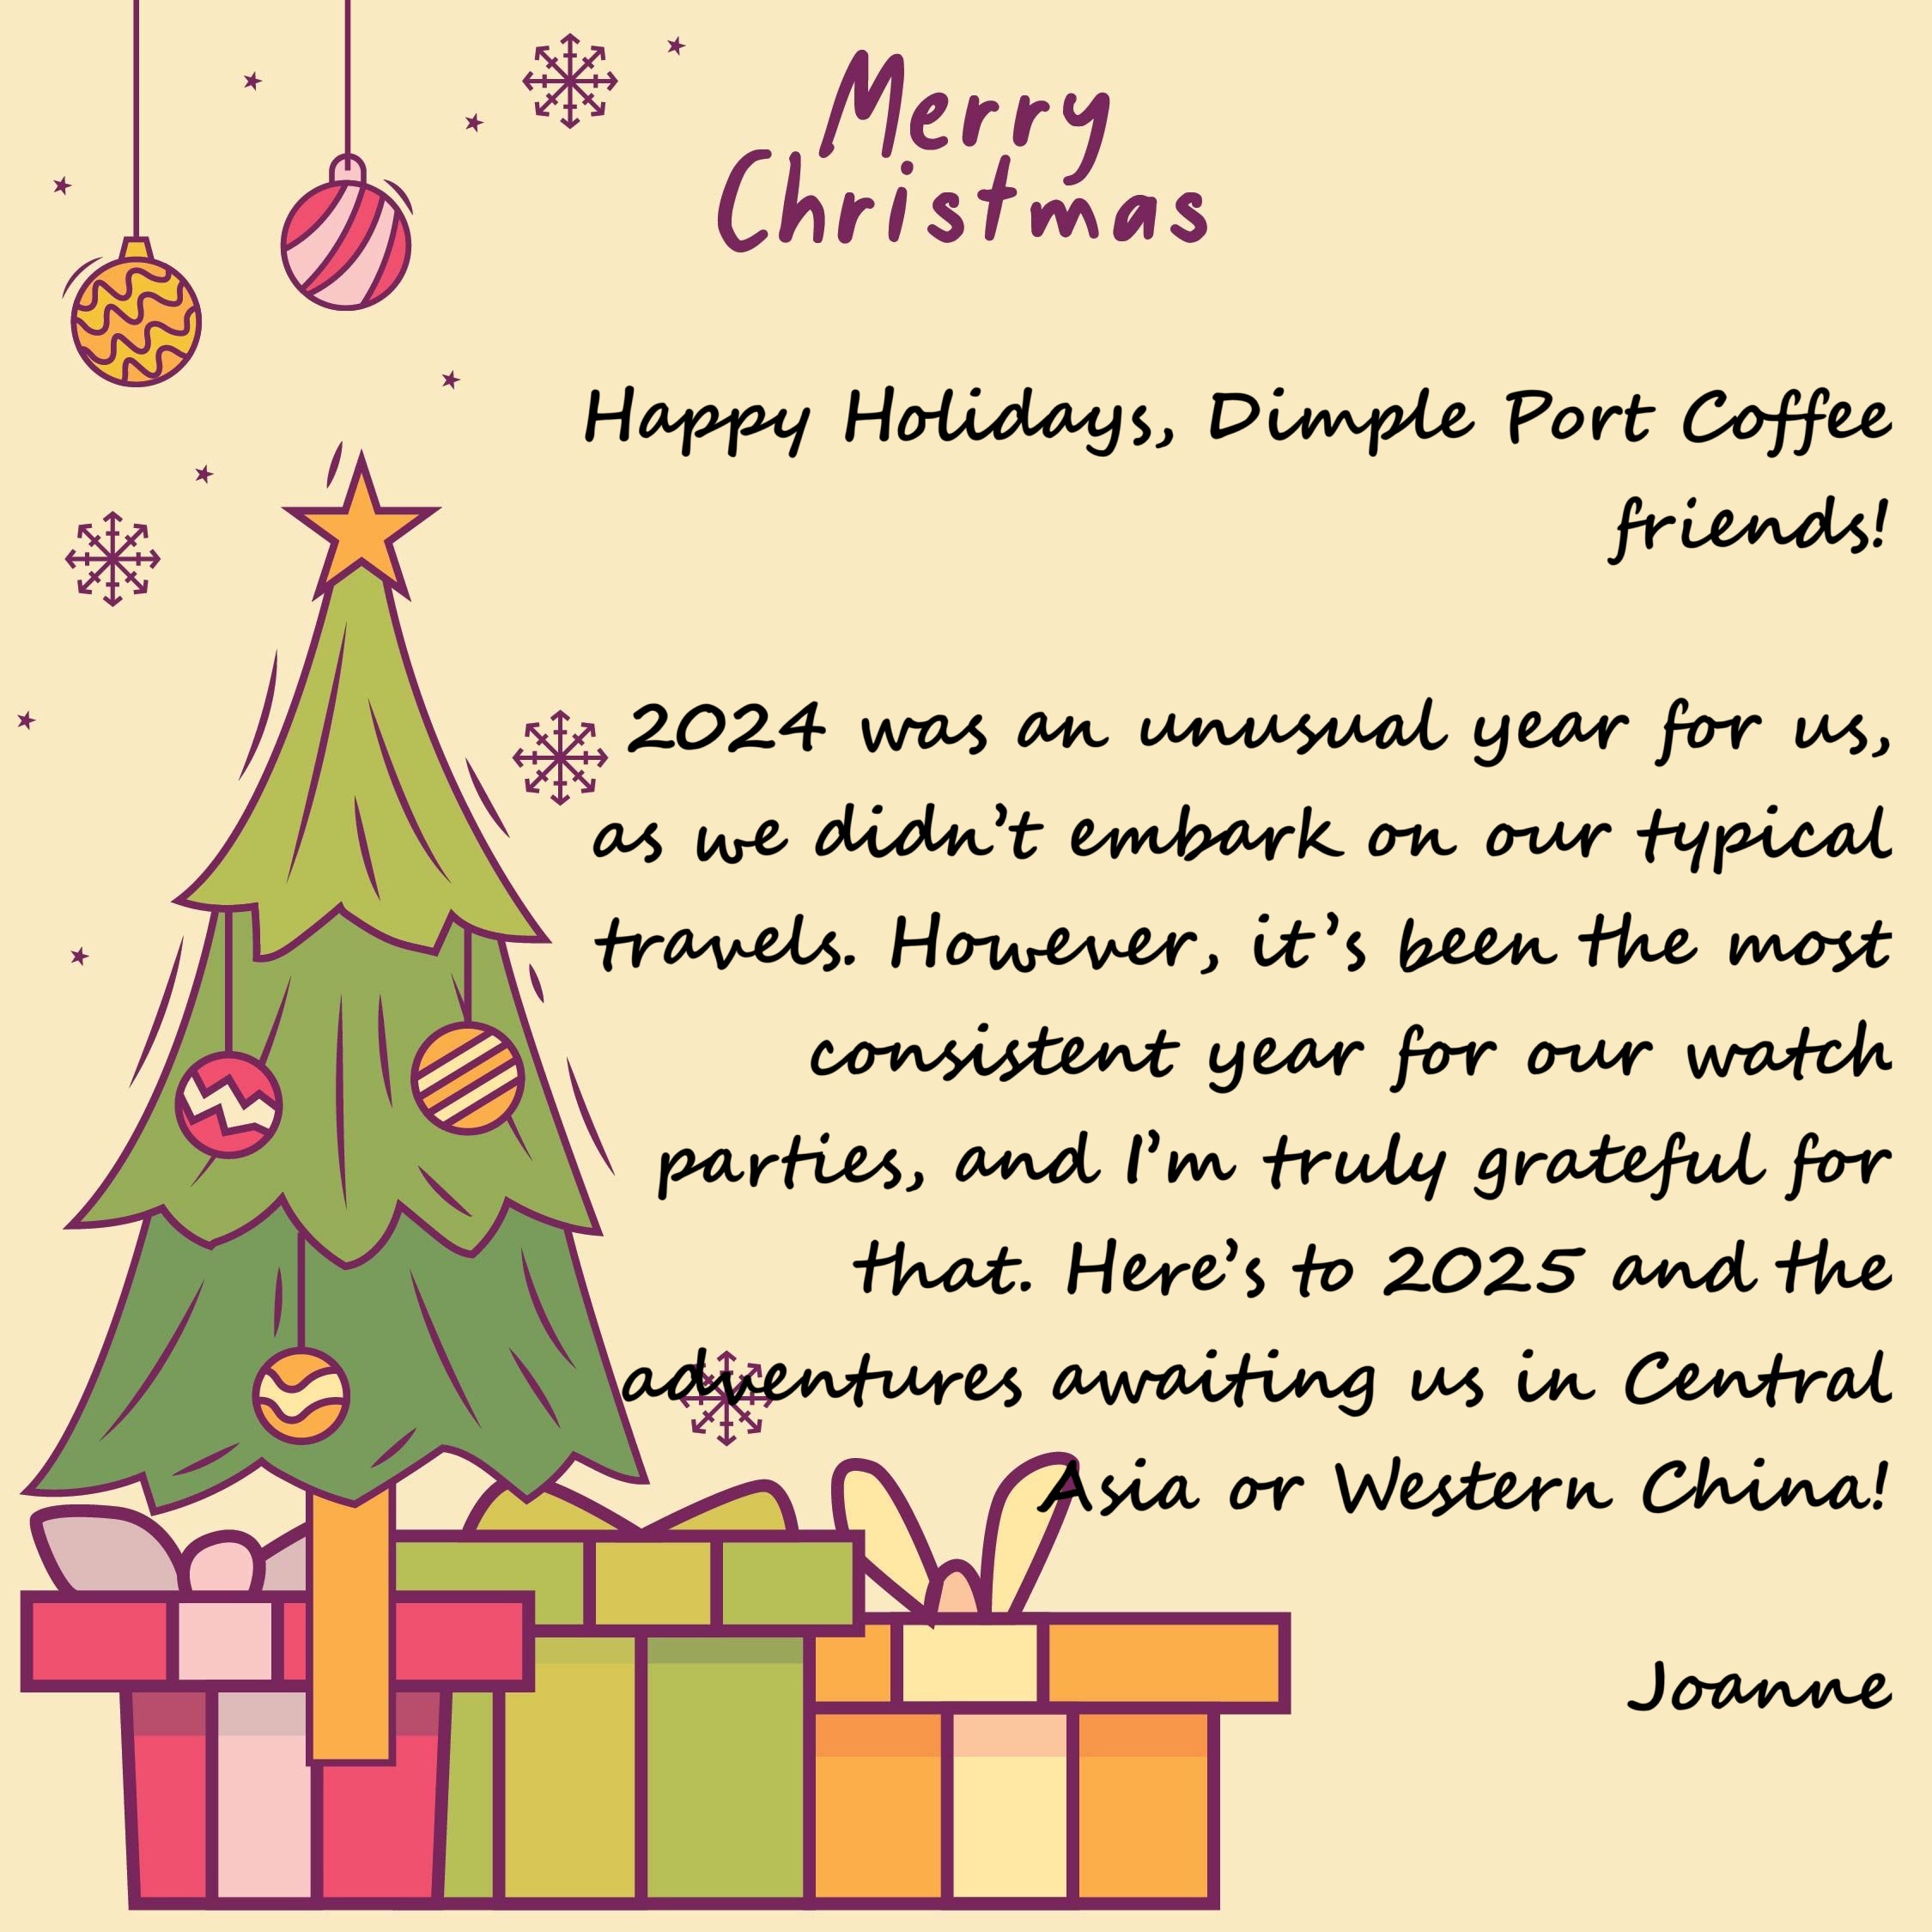 Merry
Christmas
Happy Holidays, Dimple Port Coffee
friends!
2024 was an unusual year for us,
as we didn't embark on our typical
travels. However, it's been the most
consistent year for our watch
parties, and I'm truly grateful for
that. Here's to 2025 and the
adventures awaiting us in Central
Asia or Western China!
Joanne